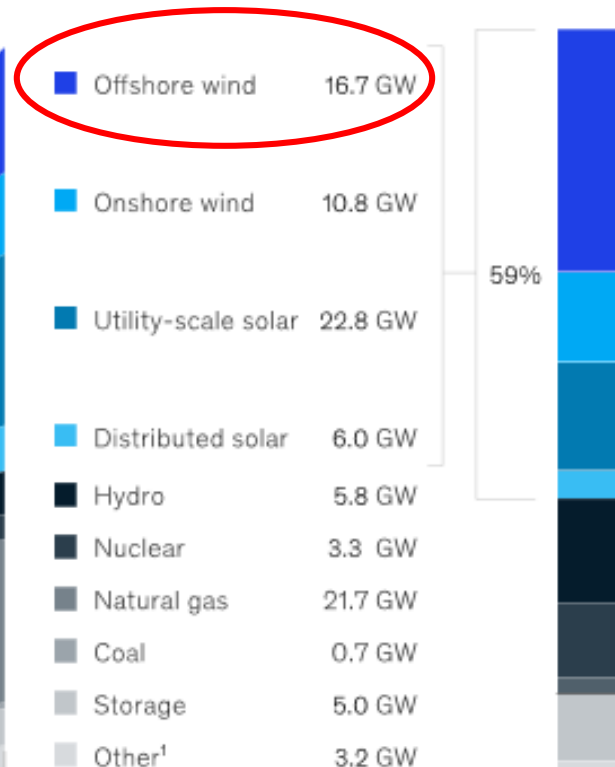 Offshore wind 16.7 GW
Onshore wind 10.8 GW
59%
Utility-scale solar 22.8 GW
Distributed solar 6.0 GW
Hydro 5.8 GW
Nuclear 3.3 GW
Natural gas 21.7 GW
Coal 0.7 GW
Storage 5.0 GW
Other¹ 3.2 GW